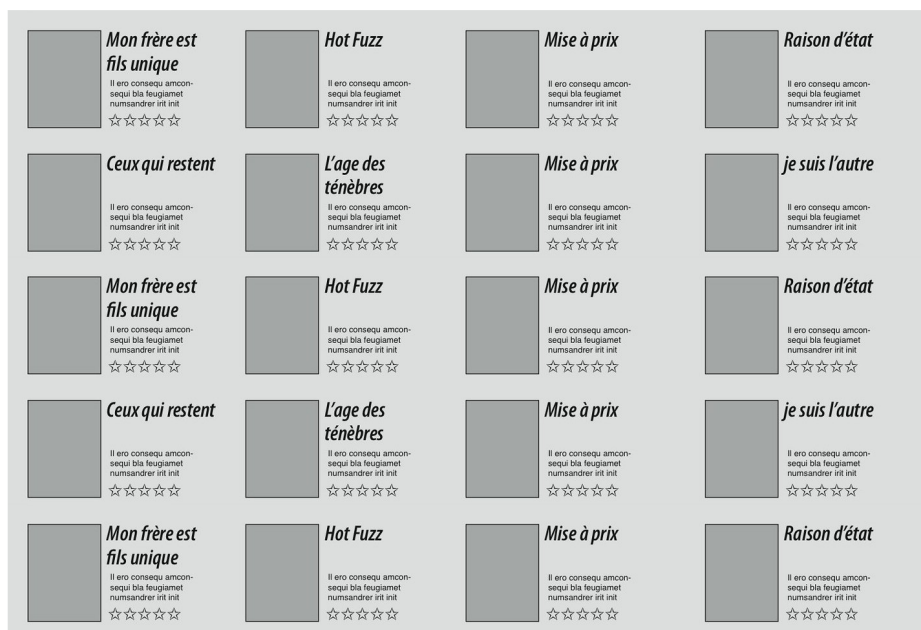 Mon frère est
fils unique
Il ero consequ amcon-
sequi bla feugiamet
numsandrer irit init
☆☆☆☆☆
Hot Fuzz
Il ero consequ amcon-
sequi bla feugiamet
numsandrer irit init
☆☆☆☆☆
Mise à prix
Il ero consequ amcon-
sequi bla feugiamet
numsandrer irit init
☆☆☆☆☆
Raison d’état
Il ero consequ amcon-
sequi bla feugiamet
numsandrer irit init
☆☆☆☆☆
Ceux qui restent
Il ero consequ amcon-
sequi bla feugiamet
numsandrer irit init
☆☆☆☆☆
L’age des
ténèbres
Il ero consequ amcon-
sequi bla feugiamet
numsandrer irit init
☆☆☆☆☆
Mise à prix
Il ero consequ amcon-
sequi bla feugiamet
numsandrer irit init
☆☆☆☆☆
je suis l’autre
Il ero consequ amcon-
sequi bla feugiamet
numsandrer irit init
☆☆☆☆☆
Mon frère est
fils unique
Il ero consequ amcon-
sequi bla feugiamet
numsandrer irit init
☆☆☆☆☆
Hot Fuzz
Il ero consequ amcon-
sequi bla feugiamet
numsandrer irit init
☆☆☆☆☆
Mise à prix
Il ero consequ amcon-
sequi bla feugiamet
numsandrer irit init
☆☆☆☆☆
Raison d’état
Il ero consequ amcon-
sequi bla feugiamet
numsandrer irit init
☆☆☆☆☆
Ceux qui restent
Il ero consequ amcon-
sequi bla feugiamet
numsandrer irit init
☆☆☆☆☆
L’age des
ténèbres
Il ero consequ amcon-
sequi bla feugiamet
numsandrer irit init
☆☆☆☆☆
Mise à prix
Il ero consequ amcon-
sequi bla feugiamet
numsandrer irit init
☆☆☆☆☆
je suis l’autre
Il ero consequ amcon-
sequi bla feugiamet
numsandrer irit init
☆☆☆☆☆
Mon frère est
fils unique
Il ero consequ amcon-
sequi bla feugiamet
numsandrer irit init
☆☆☆☆☆
Hot Fuzz
Il ero consequ amcon-
sequi bla feugiamet
numsandrer irit init
☆☆☆☆☆
Mise à prix
Il ero consequ amcon-
sequi bla feugiamet
numsandrer irit init
☆☆☆☆☆
Raison d’état
Il ero consequ amcon-
sequi bla feugiamet
numsandrer irit init
☆☆☆☆☆